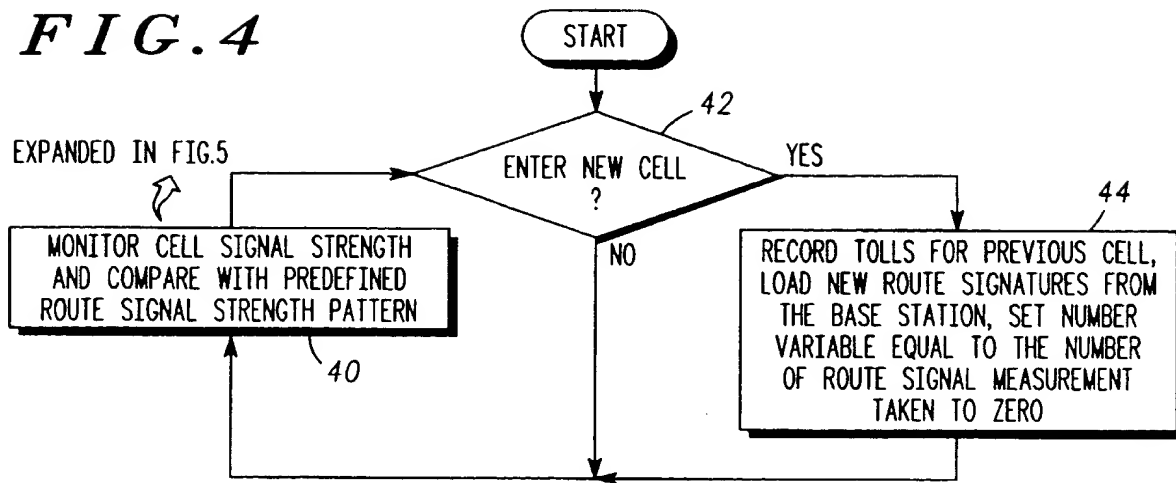 FIG.4
START
42
EXPANDED IN FIG.5
ENTER NEW CELL
?
YES
NO
44
MONITOR CELL SIGNAL STRENGTH
AND COMPARE WITH PREDEFINED
ROUTE SIGNAL STRENGTH PATTERN
40
RECORD TOLLS FOR PREVIOUS CELL,
LOAD NEW ROUTE SIGNATURES FROM
THE BASE STATION, SET NUMBER
VARIABLE EQUAL TO THE NUMBER
OF ROUTE SIGNAL MEASUREMENT
TAKEN TO ZERO